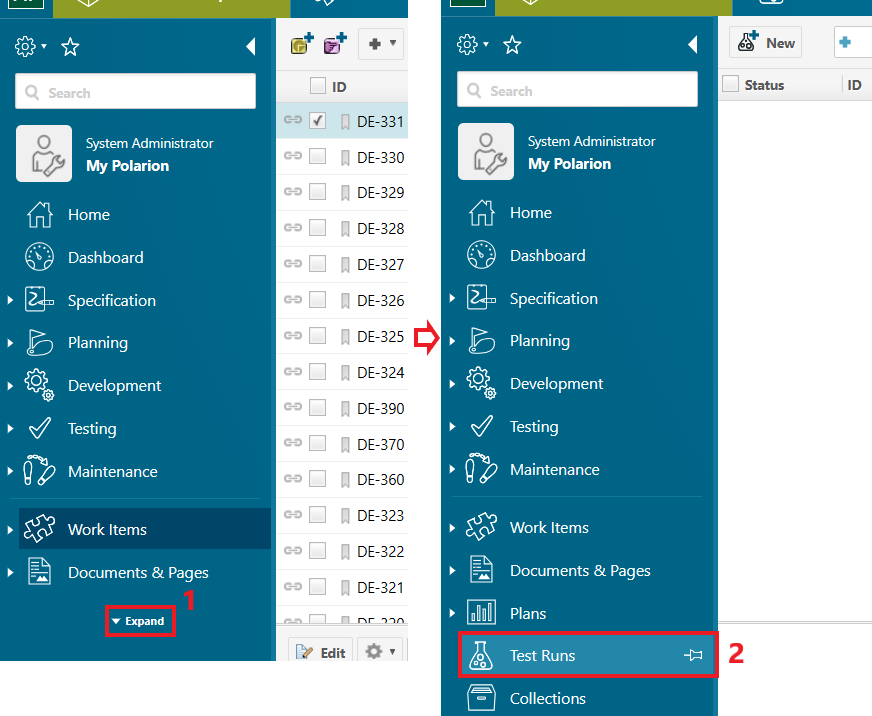 Search
ID
System Administrator
My Polarion
DE-331
DE-330
DE-329
DE-328
DE-327
DE-326
DE-325
DE-324
DE-390
DE-370
DE-360
DE-323
DE-322
DE-321
Home
Dashboard
Specification
Planning
Development
Testing
Maintenance
Work Items
Documents & Pages
Expand
1
Edit
New
Search
Status
ID
System Administrator
My Polarion
Home
Dashboard
Specification
Planning
Development
Testing
Maintenance
Work Items
Documents & Pages
Plans
Test Runs
2
Collections